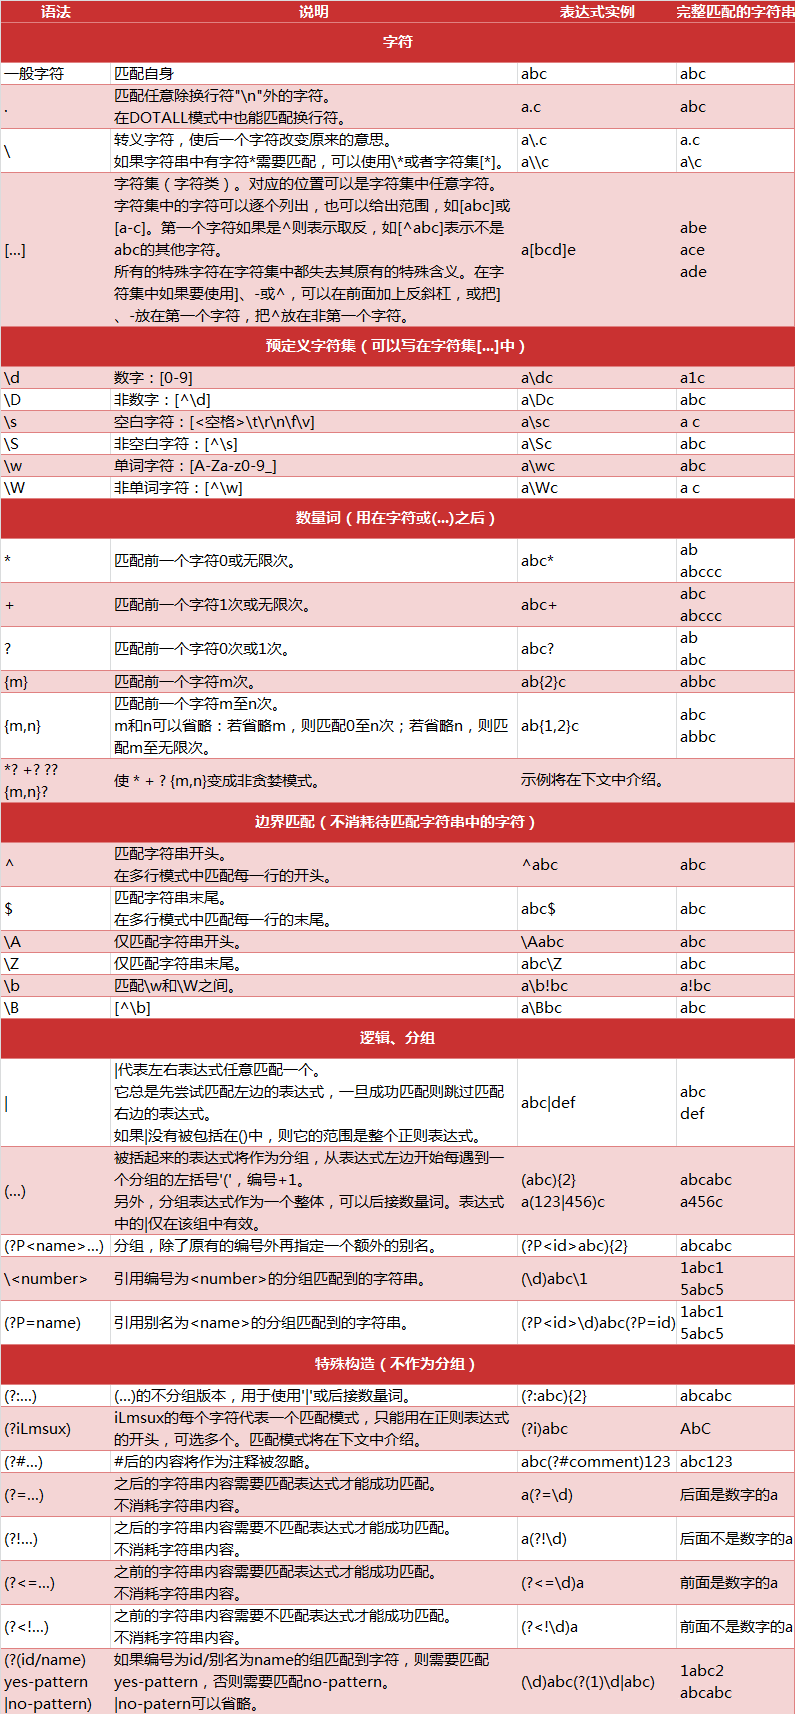 语法 说明 表达式实例 完整匹配的字符串
字符
一般字符 匹配自身 abc abc
. 匹配任意除换行符"\n"外的字符。
在DOTALL模式中也能匹配换行符。 a.c abc
\ 转义字符，使后一个字符改变原来的意思。 a\.c a.c
如果字符串中有字符*需要匹配，可以使用\*或者字符集[*]。 a\\c a\c
[...] 字符集（字符类）。对应的位置可以是字符集中任意字符。
字符集中的字符可以逐个列出，也可以给出范围，如[abc]或
[a-c]。第一个字符如果是^则表示取反，如[^abc]表示不是
abc的其他字符。
所有的特殊字符在字符集中都失去其原有的特殊含义。在字
符集中如果要使用]、-或^，可以在前面加上反斜杠，或把]
、-放在第一个字符，把^放在非第一个字符。
a[bcd]e
abe
ace
ade
预定义字符集（可以写在字符集[...]中）
\d 数字：[0-9] a\dc a1c
\D 非数字：[^\d] a\Dc abc
\s 空白字符：[<空格>\t\r\n\f\v] a\sc a c
\S 非空白字符：[^\s] a\Sc abc
\w 单词字符：[A-Za-z0-9_] a\wc abc
\W 非单词字符：[^\w] a\Wc a c
数量词（用在字符或(...)之后）
* 匹配前一个字符0或无限次。 abc* ab
abccc
+ 匹配前一个字符1次或无限次。 abc+ abc
abccc
? 匹配前一个字符0次或1次。 abc? ab
abc
{m} 匹配前一个字符m次。 ab{2}c abbc
{m,n} 匹配前一个字符m至n次。
m和n可以省略：若省略m，则匹配0至n次；若省略n，则匹
配m至无限次。
ab{1,2}c
abc
abbc
*? +? ??
{m,n}?
使 * + ? {m,n}变成非贪婪模式。 示例将在下文中介绍。
边界匹配（不消耗待匹配字符串中的字符）
^ 匹配字符串开头。
在多行模式中匹配每一行的开头。 ^abc abc
$ 匹配字符串末尾。
在多行模式中匹配每一行的末尾。 abc$ abc
\A 仅匹配字符串开头。 \Aabc abc
\Z 仅匹配字符串末尾。 abc\Z abc
\b 匹配\w和\W之间。 a\b!bc a!bc
\B [^\b] a\Bbc abc
逻辑、分组
| |代表左右表达式任意匹配一个。
它总是先尝试匹配左边的表达式，一旦成功匹配则跳过匹配
右边的表达式。
如果|没有被包括在()中，则它的范围是整个正则表达式。
abc|def
abc
def
(...) 被括起来的表达式将作为分组，从表达式左边开始每遇到一
个分组的左括号'('，编号+1。
另外，分组表达式作为一个整体，可以后接数量词。表达式
中的|仅在该组中有效。
(abc){2} abcabc
a(123|456)c a456c
(?P<name>...) 分组，除了原有的编号外再指定一个额外的别名。 (?P<id>abc){2} abcabc
\<number> 引用编号为<number>的分组匹配到的字符串。 (\d)abc\1 1abc1
5abc5
(?P=name) 引用别名为<name>的分组匹配到的字符串。 (?P<id>\d)abc(?P=id) 1abc1
5abc5
特殊构造（不作为分组）
(?:...) (...)的不分组版本，用于使用'|'或后接数量词。 (?:abc){2} abcabc
(?iLmsux) iLmsux的每个字符代表一个匹配模式，只能用在正则表达式
的开头，可选多个。匹配模式将在下文中介绍。 (?i)abc AbC
(?#...) #后的内容将作为注释被忽略。 abc(?#comment)123 abc123
(?=...) 之后的字符串内容需要匹配表达式才能成功匹配。
不消耗字符串内容。 a(?=\d) 后面是数字的a
(?!...) 之后的字符串内容需要不匹配表达式才能成功匹配。
不消耗字符串内容。 a(?!\d) 后面不是数字的a
(?<=...) 之前的字符串内容需要匹配表达式才能成功匹配。
不消耗字符串内容。 (?<=\d)a 前面是数字的a
(?<!...) 之前的字符串内容需要不匹配表达式才能成功匹配。
不消耗字符串内容。 (?<!\d)a 前面不是数字的a
(?(id/name)
yes-pattern
|no-pattern)
如果编号为id/别名为name的组匹配到字符，则需要匹配
yes-pattern，否则需要匹配no-pattern。
|no-patern可以省略。
(\d)abc(?(1)\d|abc)
1abc2
abcabc